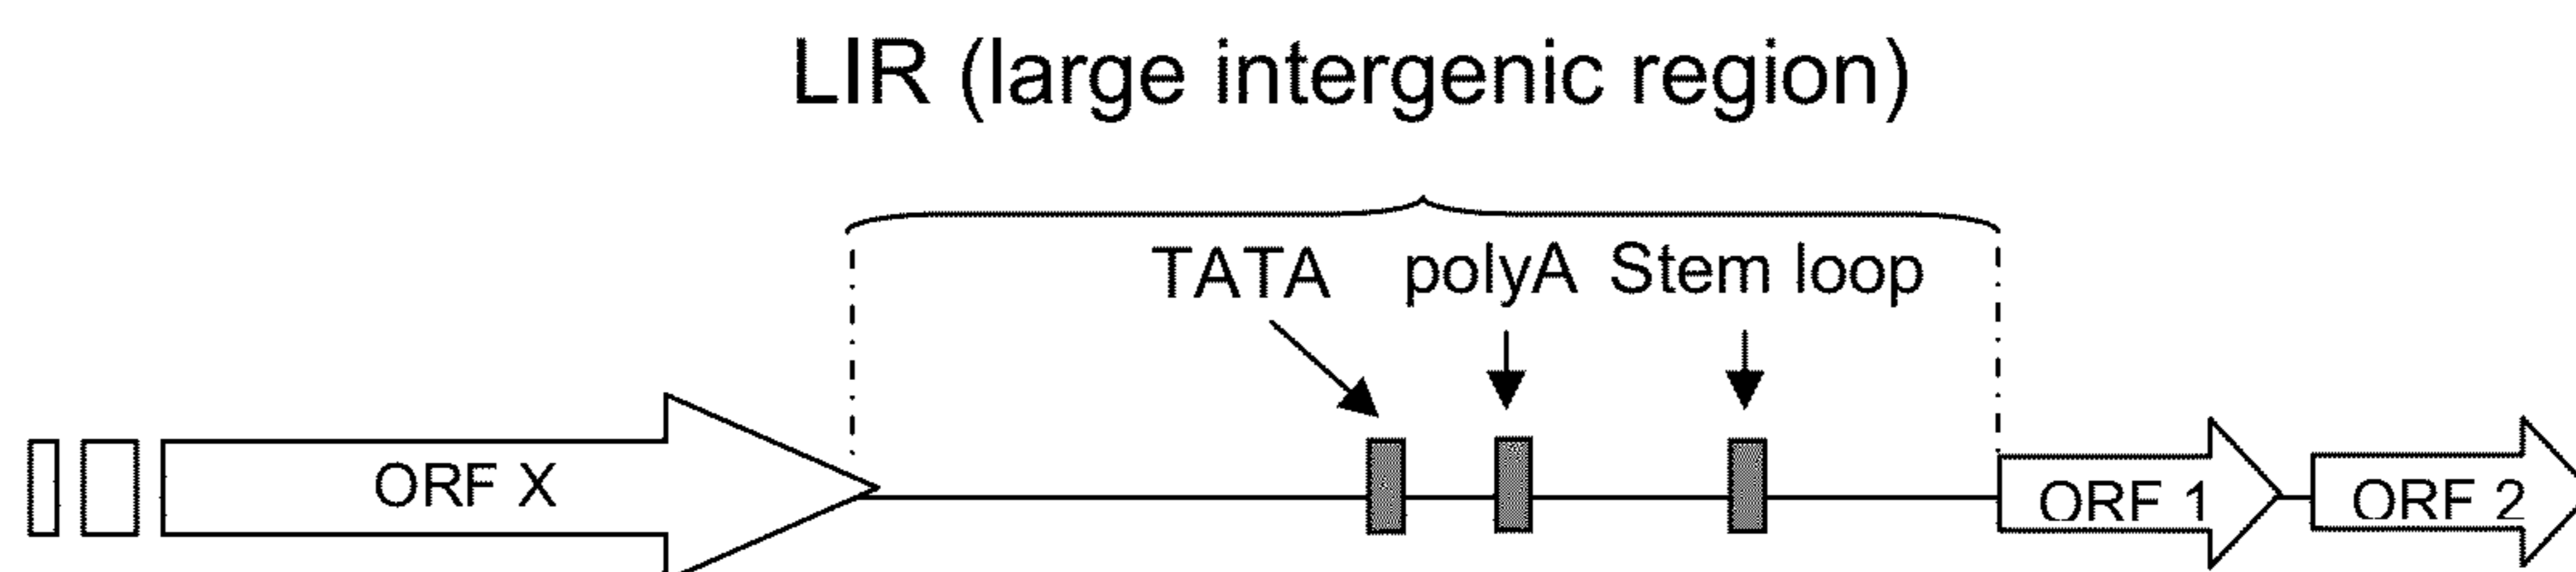 LIR (large intergenic region)
TATA polyA Stem loop
ORF X ORF 1 ORF 2